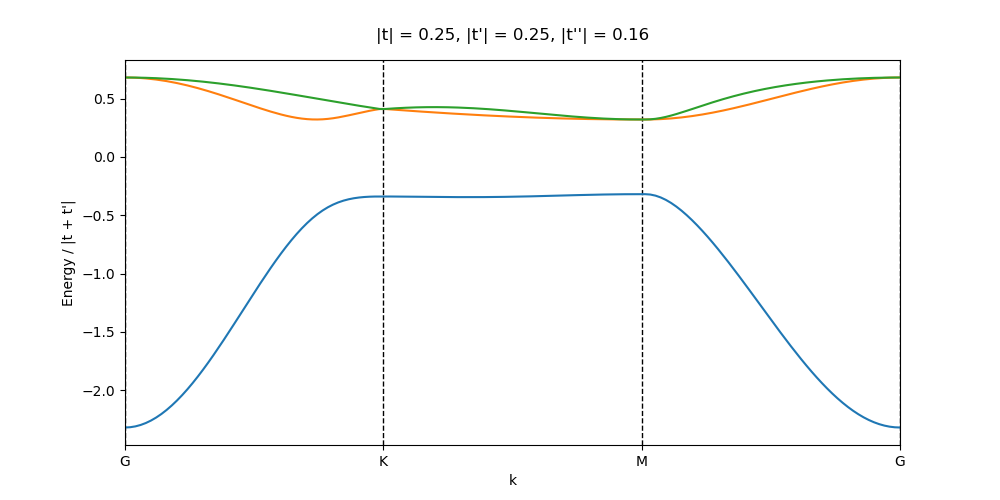 |t| = 0.25, |t'| = 0.25, |t''| = 0.16
Energy / |t + t'|
0.5
0.0
−0.5
−1.0
−1.5
−2.0
G
K
M
G
k